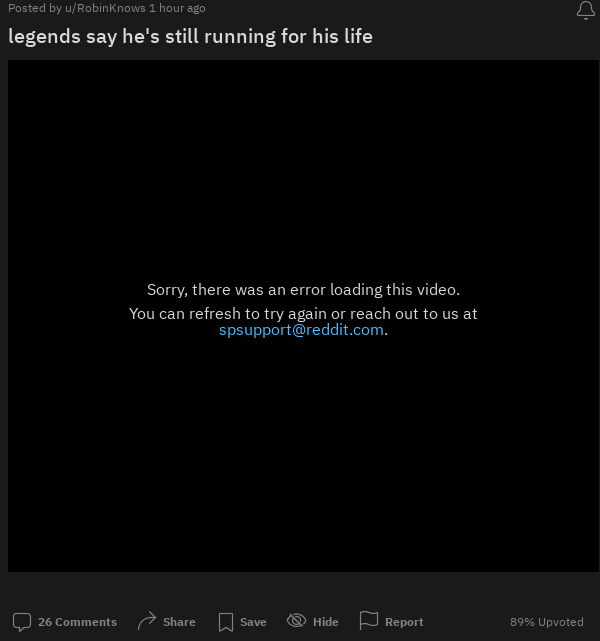 Posted by u/RobinKnows 1 hour ago
legends say he's still running for his life
Sorry, there was an error loading this video.
You can refresh to try again or reach out to us at
spsupport@reddit.com.
26 Comments Share Save Hide Report 89% Upvoted